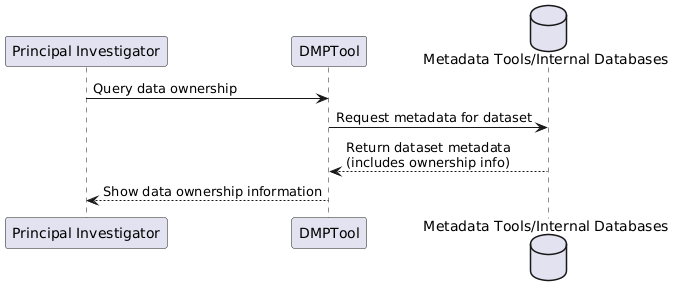 Principal Investigator
DMPTool
Metadata Tools/Internal Databases
Query data ownership
Request metadata for dataset
Return dataset metadata
(includes ownership info)
Show data ownership information
Principal Investigator
DMPTool
Metadata Tools/Internal Databases